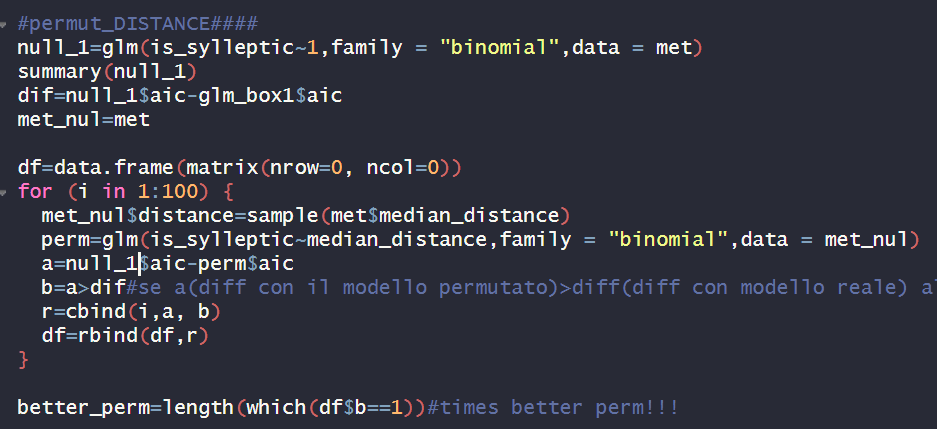 #permut_DISTANCE####
null_1=glm(is_sylleptic~1,family = "binomial",data = met)
summary(null_1)
dif=null_1$aic-glm_box1$aic
met_nul=met
df=data.frame(matrix(nrow=0, ncol=0))
for (i in 1:100) {
met_nul$distance=sample(met$median_distance)
perm=glm(is_sylleptic~median_distance,family = "binomial",data = met_nul)
a=null_1$aic-perm$aic
b=a>dif#se a(diff con il modello permutato)>diff(diff con modello reale) al
r=cbind(i,a, b)
df=rbind(df,r)
}
better_perm=length(which(df$b==1))#times better perm!!!